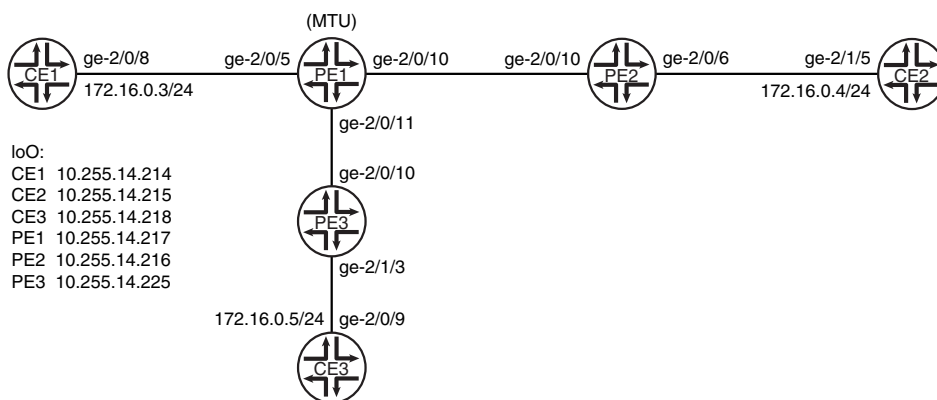 (MTU)
ge-2/0/8
ge-2/0/5
ge-2/0/10
ge-2/0/10
ge-2/0/6
ge-2/1/5
CE1
PE1
PE2
CE2
172.16.0.3/24
172.16.0.4/24
ge-2/0/11
loO:
CE1 10.255.14.214
CE2 10.255.14.215
CE3 10.255.14.218
PE1 10.255.14.217
PE2 10.255.14.216
PE3 10.255.14.225
ge-2/0/10
PE3
ge-2/1/3
172.16.0.5/24
ge-2/0/9
CE3